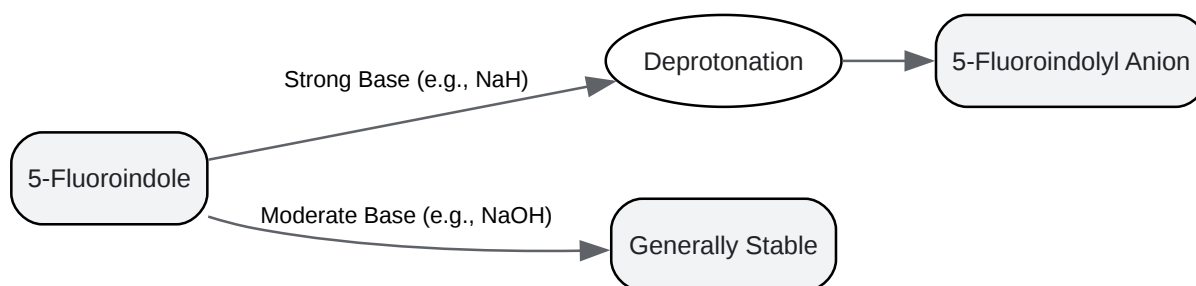 Deprotonation
5-Fluoroindolyl Anion
Strong Base (e.g., NaH)
5-Fluoroindole
Moderate Base (e.g., NaOH)
Generally Stable